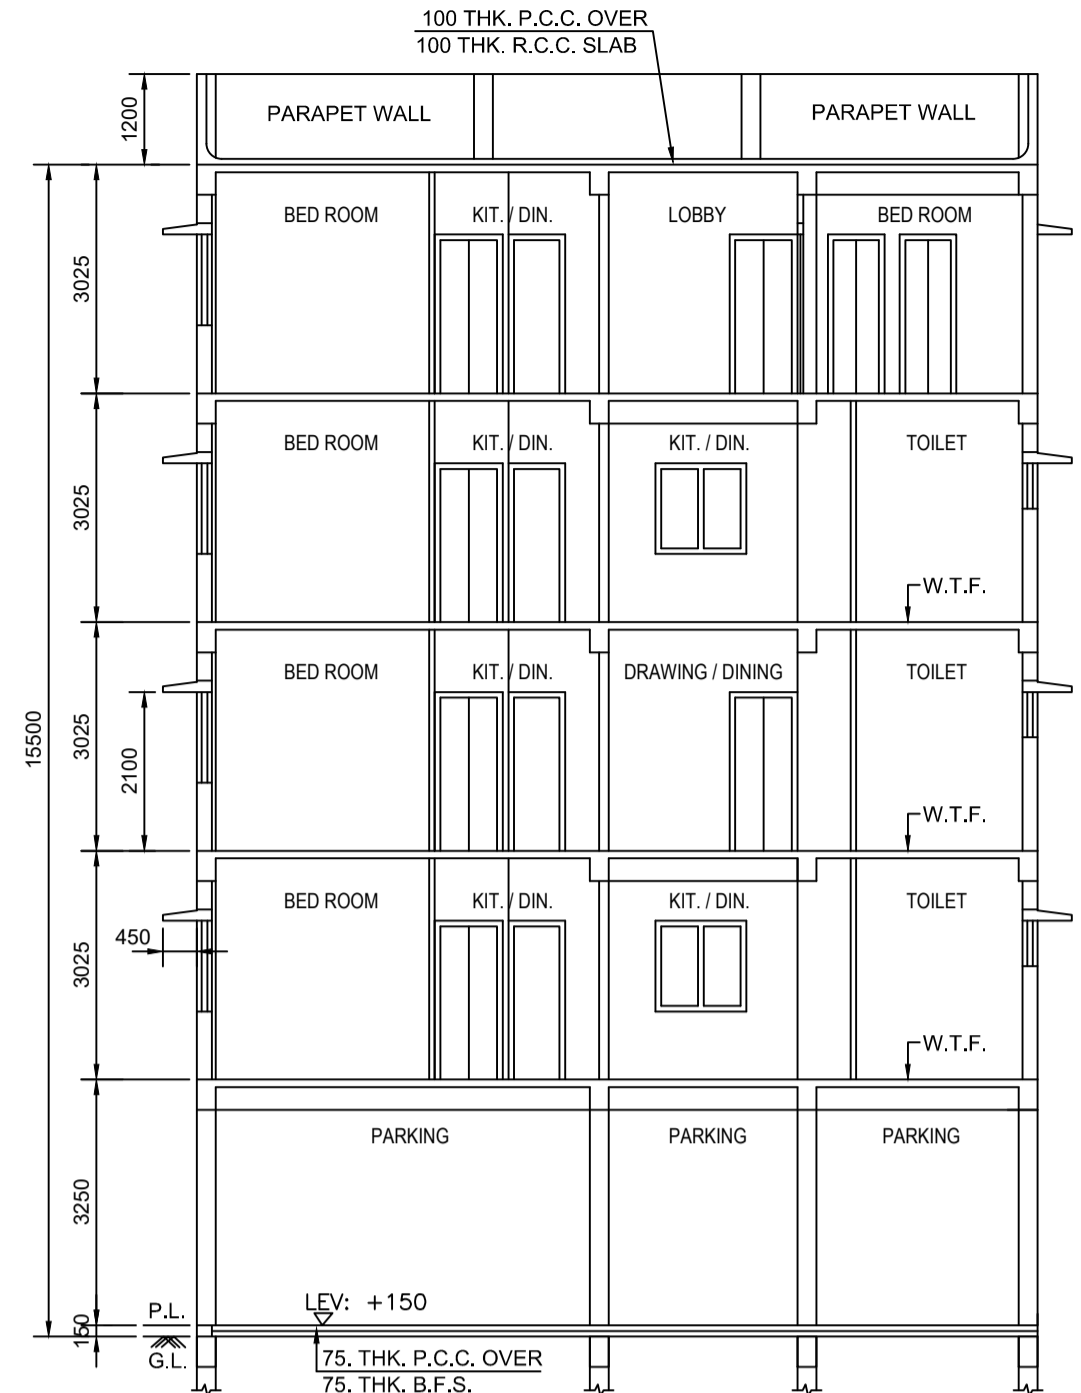 100 THK. P.C.C. OVER
100 THK. R.C.C. SLAB
1200
PARAPET WALL
PARAPET WALL
BED ROOM
KIT. / DIN.
LOBBY
BED ROOM
3025
BED ROOM
KIT. / DIN.
KIT. / DIN.
TOILET
3025
W.T.F.
BED ROOM
KIT. / DIN.
DRAWING / DINING
TOILET
15500
3025
2100
W.T.F.
BED ROOM
KIT. / DIN.
KIT. / DIN.
TOILET
450
3025
W.T.F.
PARKING
PARKING
PARKING
3250
LEV: +150
P.L.
150
G.L.
75. THK. P.C.C. OVER
75. THK. B.F.S.